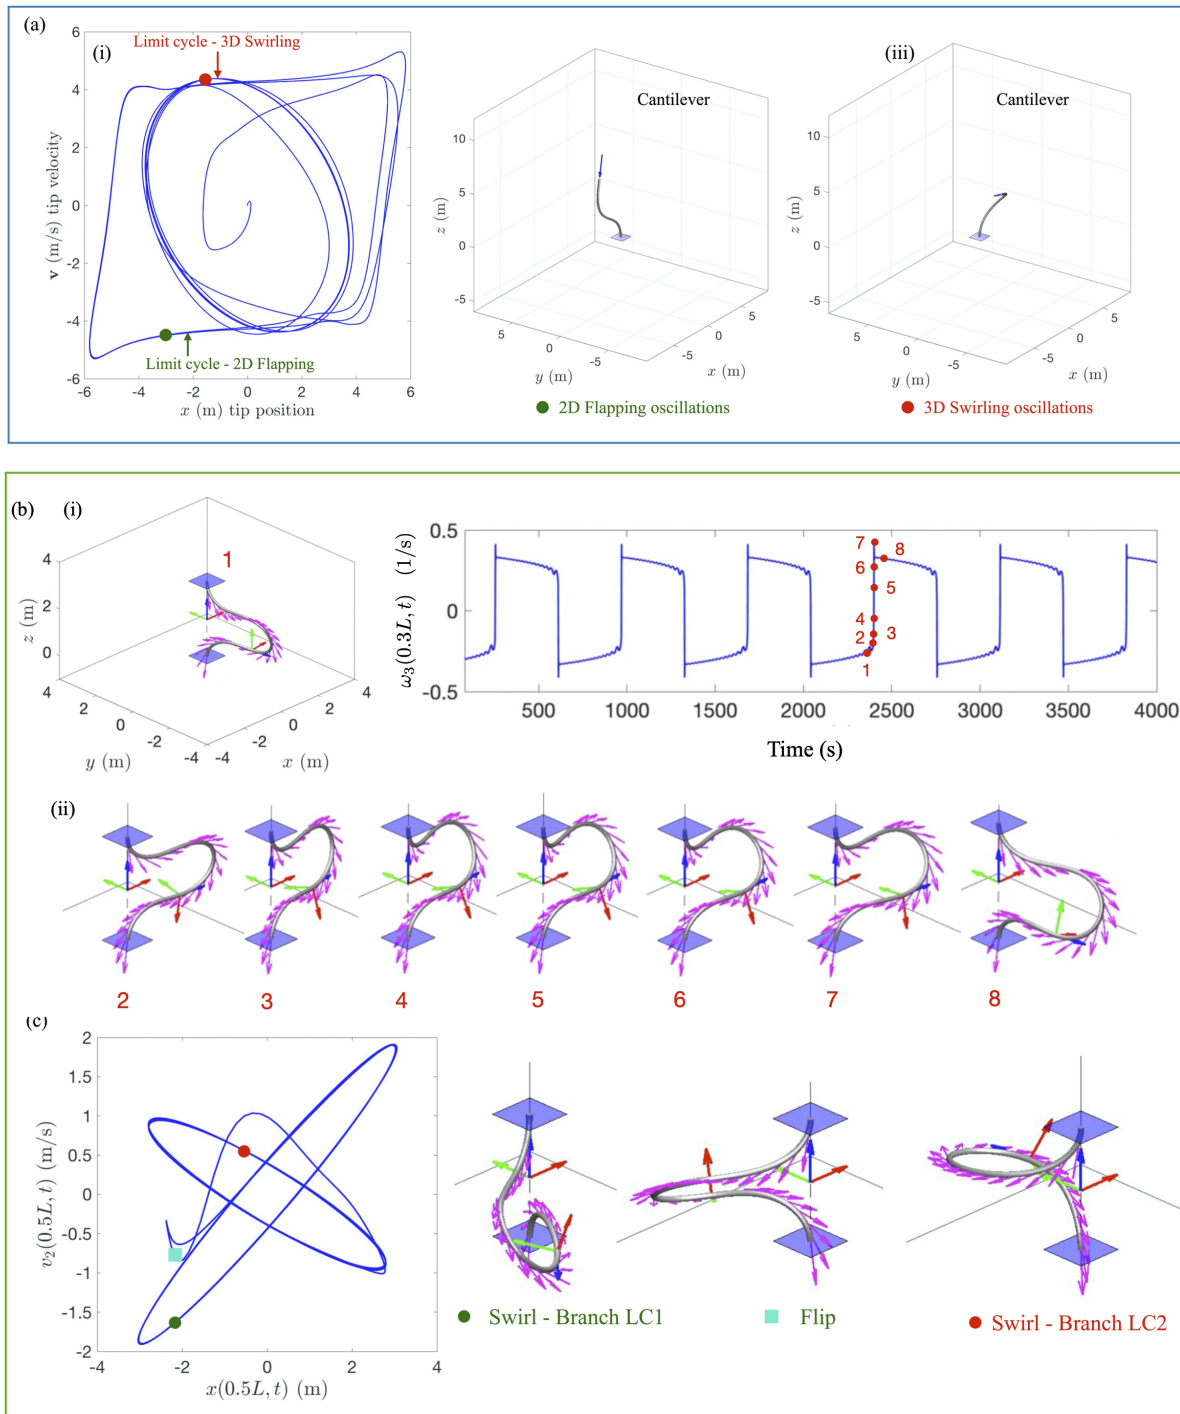 (a)
(i)
Limit cycle - 3D Swirling
Limit cycle - 2D Flapping
6
4
2
0
-2
-4
-6
v (m/s) tip velocity
-6 -4 -2 0 2 4 6
x (m) tip position
Cantilever
10
5
0
-5
z (m)
5
0
-5
y (m)
5
0
-5
x (m)
2D Flapping oscillations
(iii)
Cantilever
10
5
0
-5
z (m)
5
0
-5
y (m)
5
0
-5
x (m)
3D Swirling oscillations
(b)
(i)
1
4
2
0
z (m)
4
2
0
-2
-4
y (m)
-4
-2
0
2
4
x (m)
ω₃(0.3L, t) (1/s)
0.5
0
-0.5
7
8
6
5
4
2 3
1
500 1000 1500 2000 2500 3000 3500 4000
Time (s)
(ii)
2 3 4 5 6 7 8
(c)
2
1.5
1
0.5
0
-0.5
-1
-1.5
-2
v₂(0.5L, t) (m/s)
-4 -2 0 2 4
x(0.5L, t) (m)
Swirl - Branch LC1
Flip
Swirl - Branch LC2